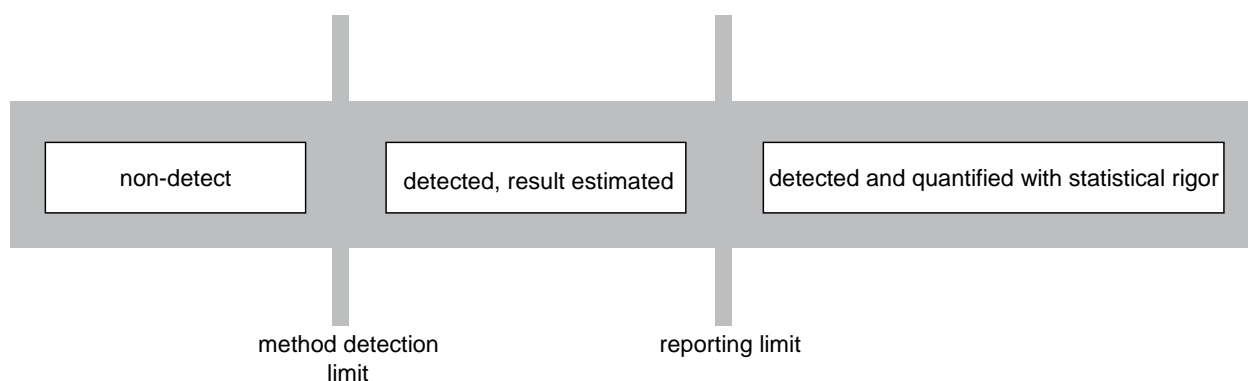 non-detect
detected, result estimated
detected and quantified with statistical rigor
method detection
limit
reporting limit